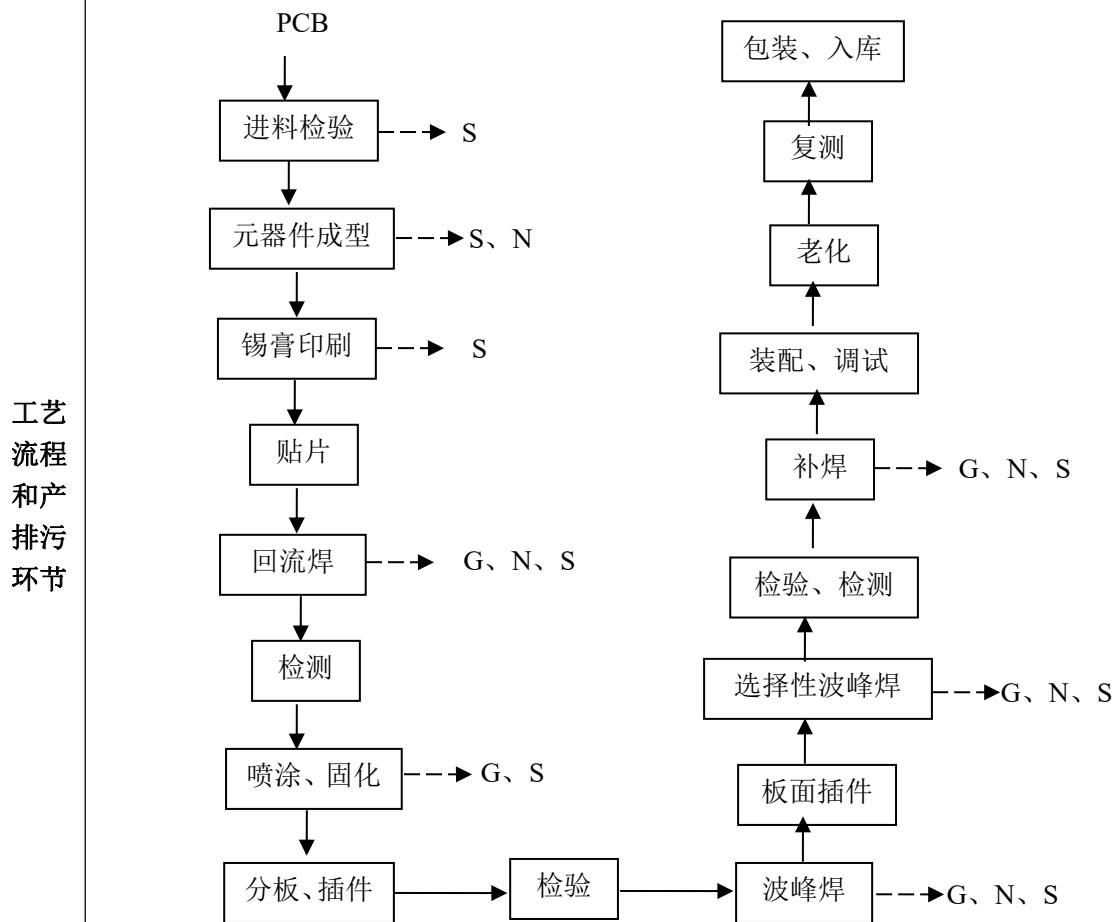 工艺
流程
和产
排污
环节
PCB
进料检验
S
元器件成型
S、N
锡膏印刷
S
贴片
回流焊
G、N、S
检测
喷涂、固化
G、S
分板、插件
检验
波峰焊
G、N、S
板面插件
选择性波峰焊
G、N、S
检验、检测
补焊
G、N、S
装配、调试
老化
复测
包装、入库